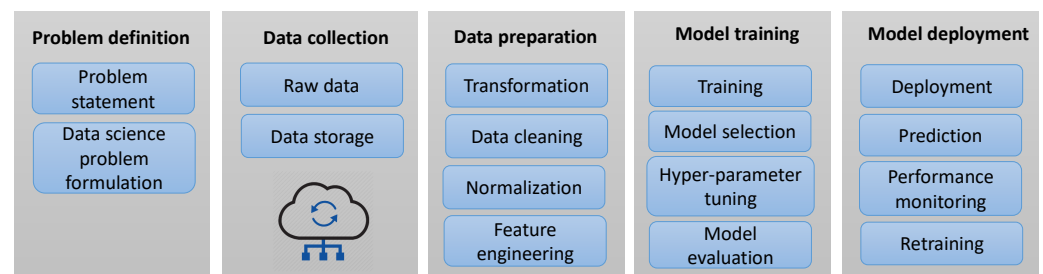 Problem definition
Problem
statement
Data science
problem
formulation
Data collection
Raw data
Data storage
Data preparation
Transformation
Data cleaning
Normalization
Feature
engineering
Model training
Training
Model selection
Hyper-parameter
tuning
Model
evaluation
Model deployment
Deployment
Prediction
Performance
monitoring
Retraining